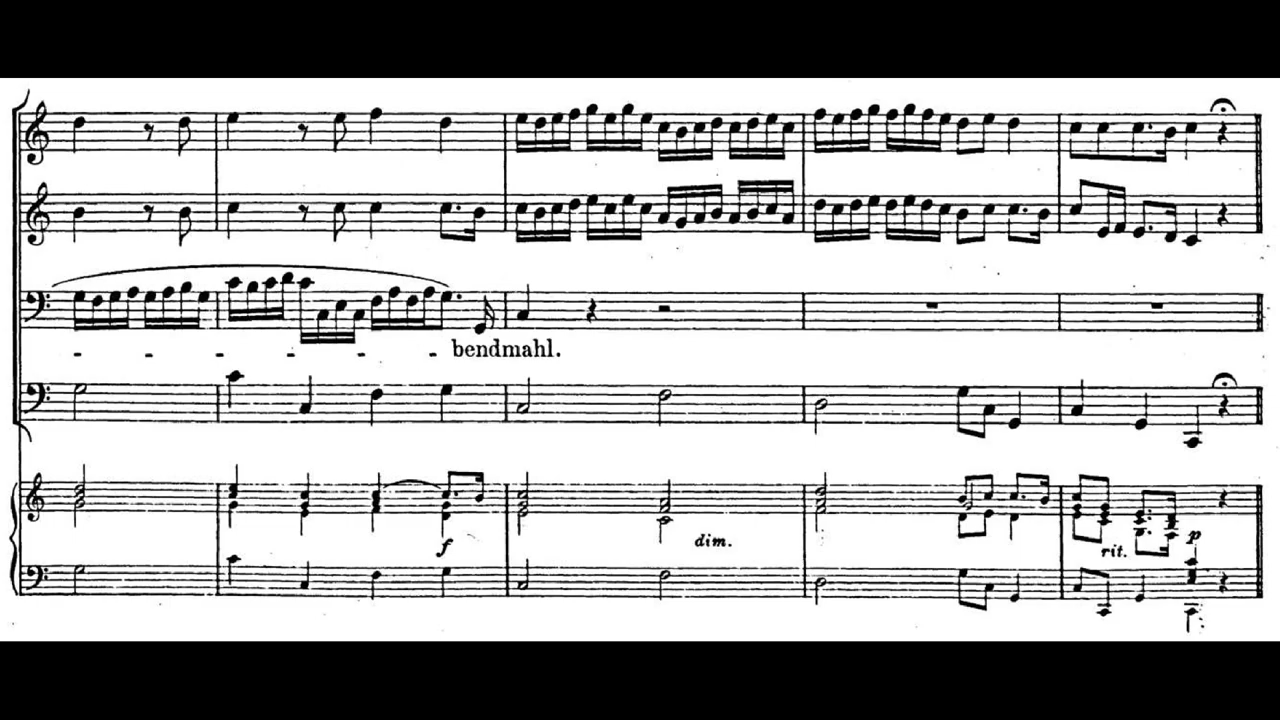 - - - - - bendmahl.
f
dim.
rit.
p